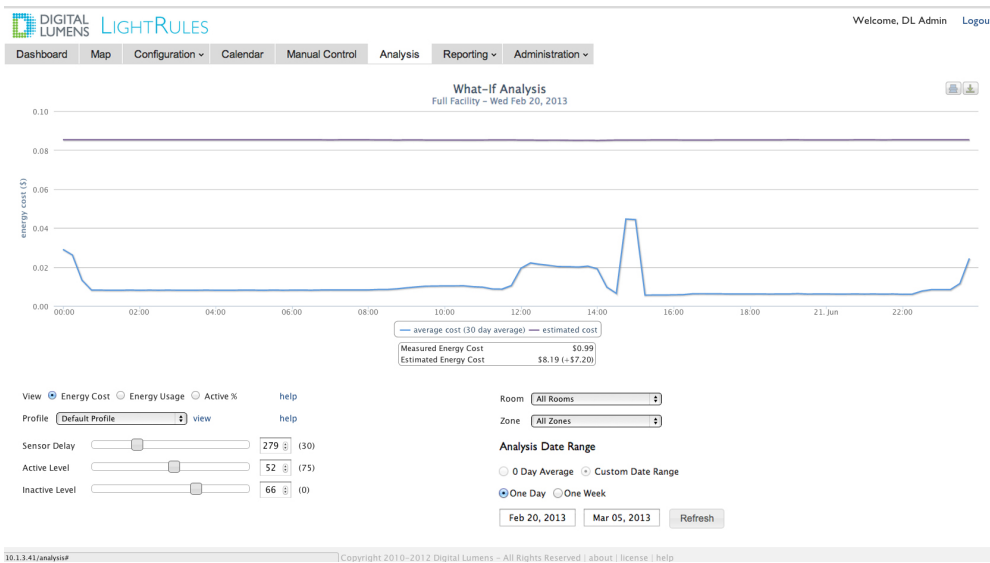 DIGITAL LUMENS LIGHTRULES
Welcome, DL Admin Logou
Dashboard Map Configuration Calendar Manual Control Analysis Reporting Administration
What-If Analysis
Full Facility - Wed Feb 20, 2013
energy cost ($)
0.10
0.08
0.06
0.04
0.02
0.00
00:00 02:00 04:00 06:00 08:00 10:00 12:00 14:00 16:00 18:00 21. Jun 22:00
average cost (30 day average) estimated cost
Measured Energy Cost $0.99
Estimated Energy Cost $8.19 (+$7.20)
View Energy Cost Energy Usage Active % help
Profile Default Profile view help
Sensor Delay 279 (30)
Active Level 52 (75)
Inactive Level 66 (0)
Room All Rooms
Zone All Zones
Analysis Date Range
0 Day Average Custom Date Range
One Day One Week
Feb 20, 2013 Mar 05, 2013 Refresh
10.1.3.41/analysis#
Copyright 2010-2012 Digital Lumens - All Rights Reserved | about | license | help